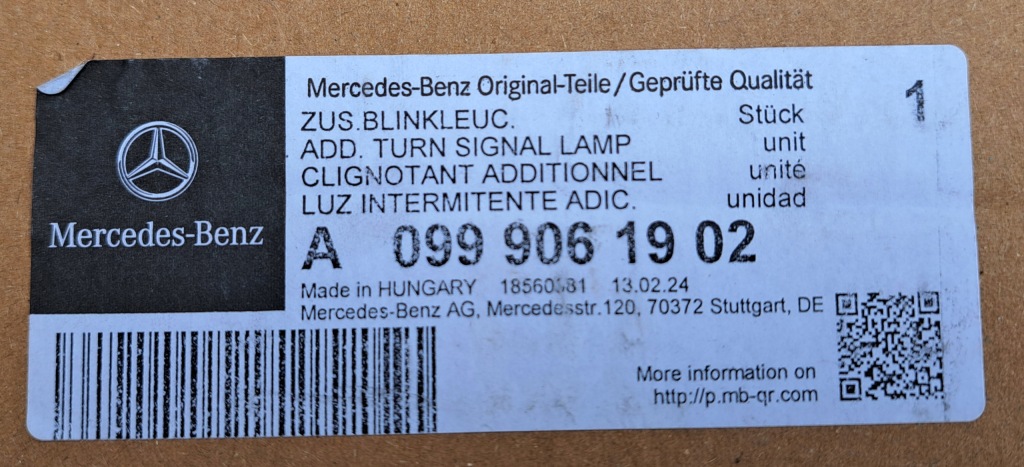 Mercedes-Benz
Mercedes-Benz Original-Teile/Geprüfte Qualität
1
ZUS.BLINKLEUC. Stück
ADD. TURN SIGNAL LAMP unit
CLIGNOTANT ADDITIONNEL unité
LUZ INTERMITENTE ADIC. unidad
A 099 906 19 02
Made in HUNGARY 13.02.24
Mercedes-Benz AG, Mercedesstr.120, 70372 Stuttgart, DE
More information on
http://p.mb-qr.com